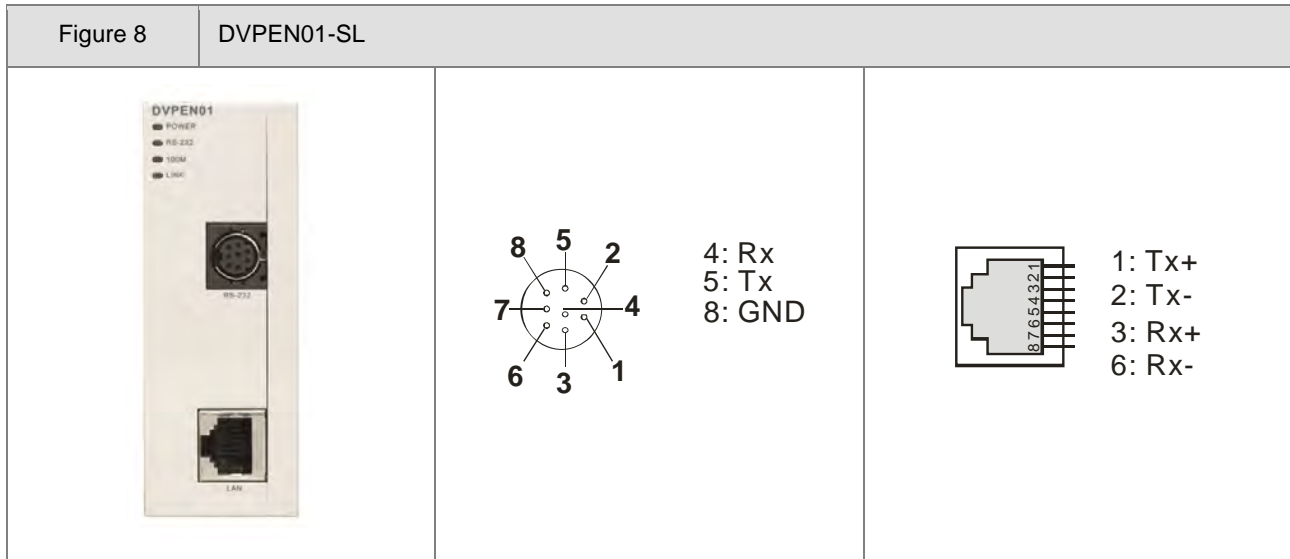 Figure 8
DVPEN01-SL
DVPEN01
POWER
RS-232
100M
LINK
RS-232
LAN
8 5 2
7 4
6 3 1
4: Rx
5: Tx
8: GND
87654321
1: Tx+
2: Tx-
3: Rx+
6: Rx-